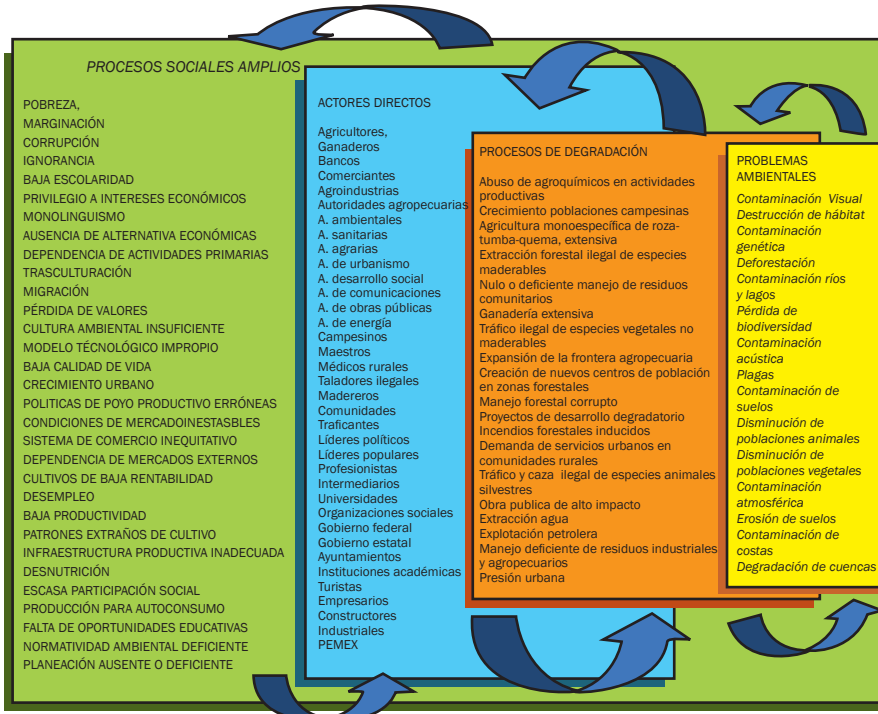 PROCESOS SOCIALES AMPLIOS
POBREZA,
MARGINACIÓN
CORRUPCIÓN
IGNORANCIA
BAJA ESCOLARIDAD
PRIVILEGIO A INTERESES ECONÓMICOS
MONOLINGUISMO
AUSENCIA DE ALTERNATIVA ECONÓMICAS
DEPENDENCIA DE ACTIVIDADES PRIMARIAS
TRASCULTURACIÓN
MIGRACIÓN
PÉRDIDA DE VALORES
CULTURA AMBIENTAL INSUFICIENTE
MODELO TÉCNOLÓGICO IMPROPIO
BAJA CALIDAD DE VIDA
CRECIMIENTO URBANO
POLITICAS DE POYO PRODUCTIVO ERRÓNEAS
CONDICIONES DE MERCADOINESTASBLES
SISTEMA DE COMERCIO INEQUITATIVO
DEPENDENCIA DE MERCADOS EXTERNOS
CULTIVOS DE BAJA RENTABILIDAD
DESEMPLEO
BAJA PRODUCTIVIDAD
PATRONES EXTRAÑOS DE CULTIVO
INFRAESTRUCTURA PRODUCTIVA INADECUADA
DESNUTRICIÓN
ESCASA PARTICIPACIÓN SOCIAL
PRODUCCIÓN PARA AUTOCONSUMO
FALTA DE OPORTUNIDADES EDUCATIVAS
NORMATIVIDAD AMBIENTAL DEFICIENTE
PLANEACIÓN AUSENTE O DEFICIENTE
ACTORES DIRECTOS
Agricultores,
Ganaderos
Bancos
Comerciantes
Agroindustrias
Autoridades agropecuarias
A. ambientales
A. sanitarias
A. agrarias
A. de urbanismo
A. desarrollo social
A. de comunicaciones
A. de obras públicas
A. de energía
Campesinos
Maestros
Médicos rurales
Taladores ilegales
Madereros
Comunidades
Traficantes
Líderes políticos
Líderes populares
Profesionistas
Intermediarios
Universidades
Organizaciones sociales
Gobierno federal
Gobierno estatal
Ayuntamientos
Instituciones académicas
Turistas
Empresarios
Constructores
Industriales
PEMEX
PROCESOS DE DEGRADACIÓN
Abuso de agroquímicos en actividades
productivas
Crecimiento poblaciones campesinas
Agricultura monoespecífica de roza-
tumba-quema, extensiva
Extracción forestal ilegal de especies
maderables
Nulo o deficiente manejo de residuos
comunitarios
Ganadería extensiva
Tráfico ilegal de especies vegetales no
maderables
Expansión de la frontera agropecuaria
Creación de nuevos centros de población
en zonas forestales
Manejo forestal corrupto
Proyectos de desarrollo degradatorio
Incendios forestales inducidos
Demanda de servicios urbanos en
comunidades rurales
Tráfico y caza ilegal de especies animales
silvestres
Obra publica de alto impacto
Extracción agua
Explotación petrolera
Manejo deficiente de residuos industriales
y agropecuarios
Presión urbana
PROBLEMAS
AMBIENTALES
Contaminación Visual
Destrucción de hábitat
Contaminación
genética
Deforestación
Contaminación ríos
y lagos
Pérdida de
biodiversidad
Contaminación
acústica
Plagas
Contaminación de
suelos
Disminución de
poblaciones animales
Disminución de
poblaciones vegetales
Contaminación
atmosférica
Erosión de suelos
Contaminación de
costas
Degradación de cuencas